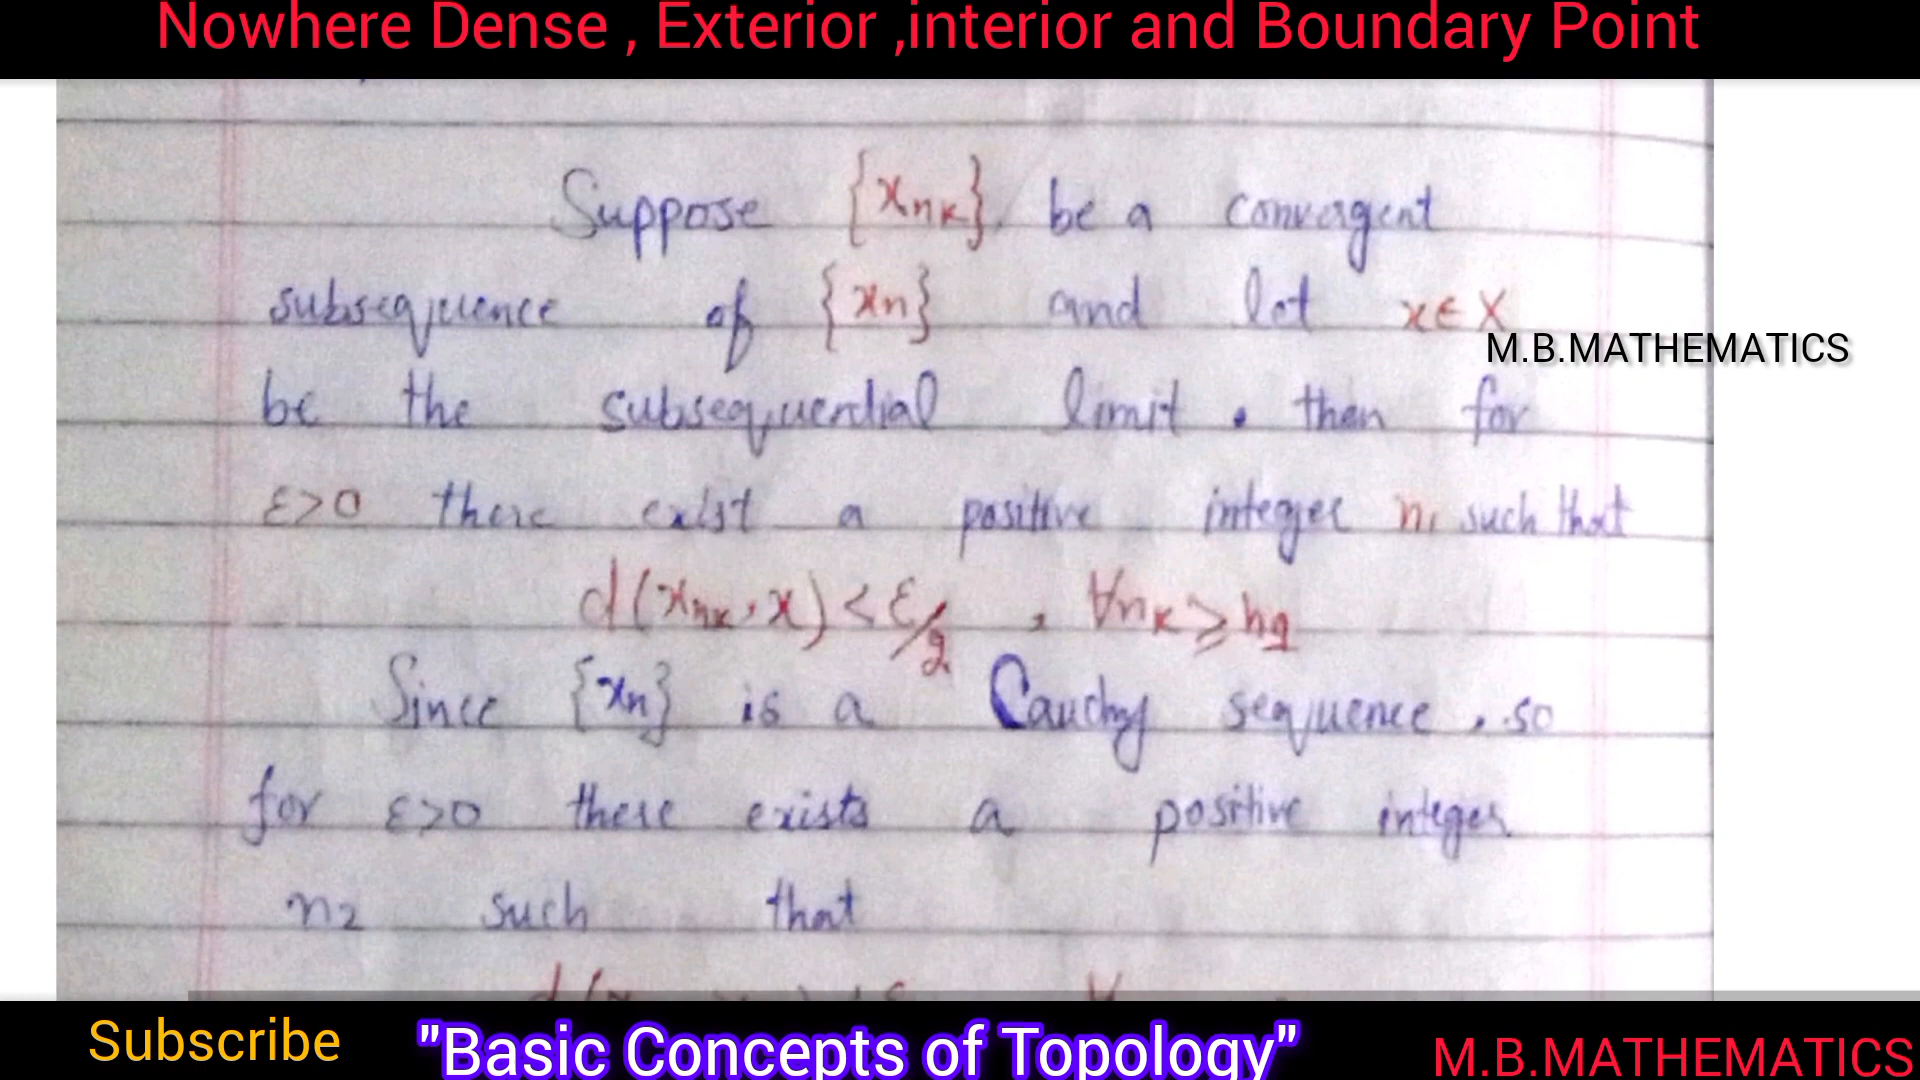 Nowhere Dense , Exterior ,interior and Boundary Point
Suppose {xnk} be a convergent
subsequence of {xn} and let x∈X
M.B.MATHEMATICS
be the subsequential limit . then for
ε>0 there exist a positive integer n1 such that
d(xnk, x) < ε/2 , ∀nk ≥ n1
Since {xn} is a Cauchy sequence , so
for ε>0 there exists a positive integer
n2 such that
Subscribe
"Basic Concepts of Topology"
M.B.MATHEMATICS